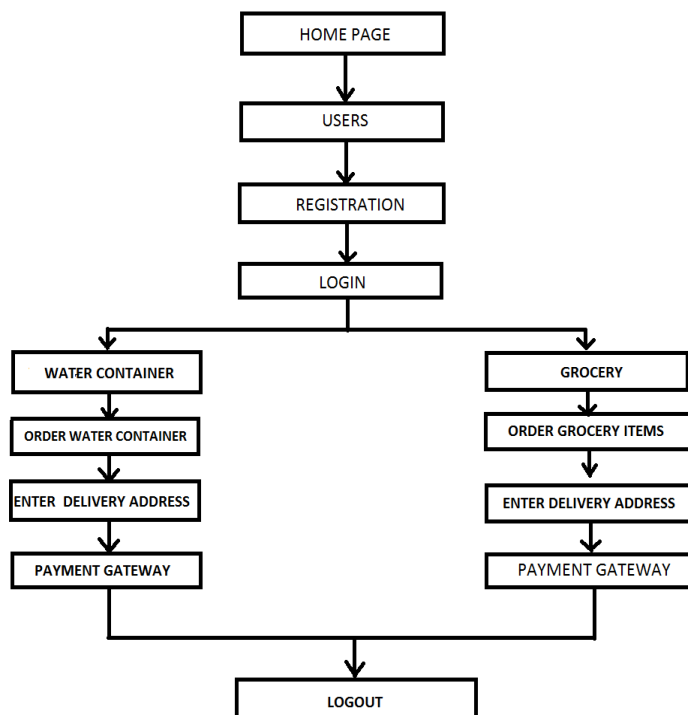 HOME PAGE
USERS
REGISTRATION
LOGIN
WATER CONTAINER
ORDER WATER CONTAINER
ENTER DELIVERY ADDRESS
PAYMENT GATEWAY
GROCERY
ORDER GROCERY ITEMS
ENTER DELIVERY ADDRESS
PAYMENT GATEWAY
LOGOUT